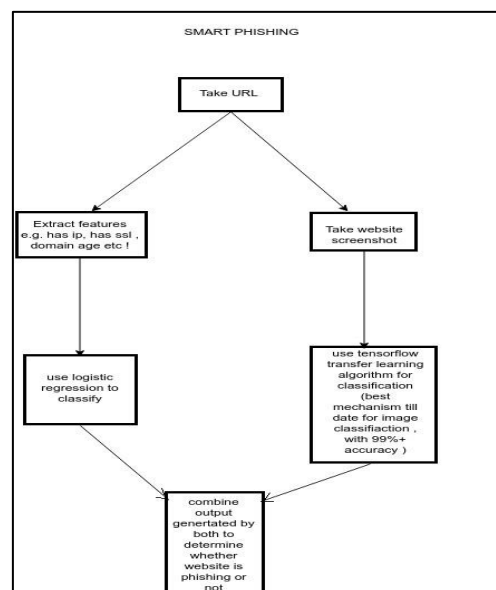 SMART PHISHING
Take URL
Extract features
e.g. has ip, has ssl ,
domain age etc !
Take website
screenshot
use logistic
regression to
classify
use tensorflow
transfer learning
algorithm for
classification
(best
mechanism till
date for image
classifiaction ,
with 99%+
accuracy )
combine
output
genertated by
both to
determine
whether
website is
phishing or
not